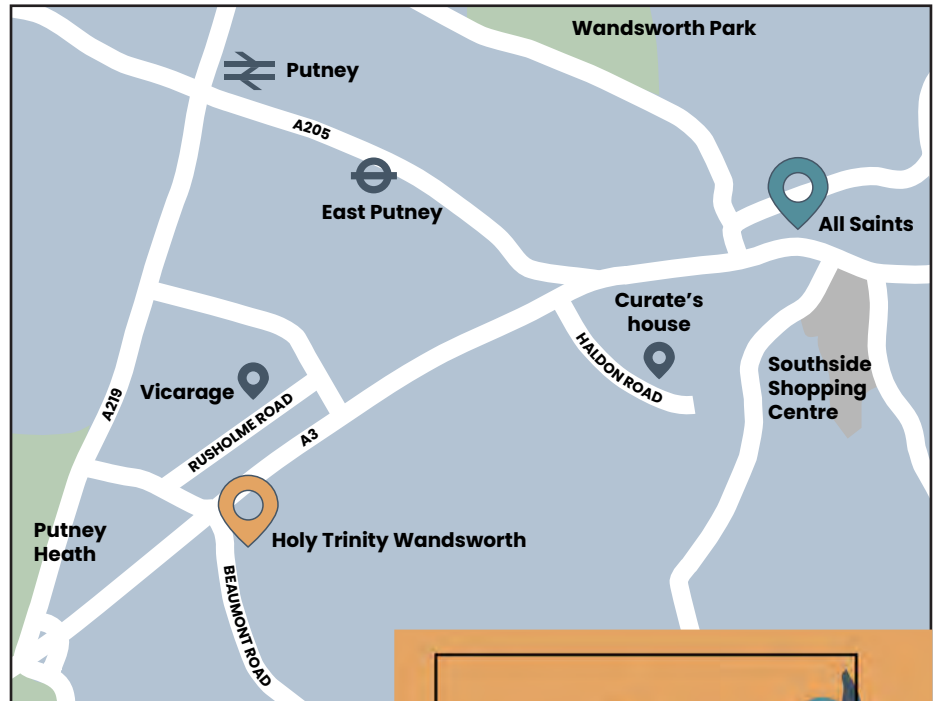 Wandsworth Park
Putney
A205
East Putney
All Saints
Curate's
house
HALDON ROAD
Southside
Shopping
Centre
Vicarage
A219
RUSHOLME ROAD
A3
Putney
Heath
Holy Trinity Wandsworth
BEAUMONT ROAD